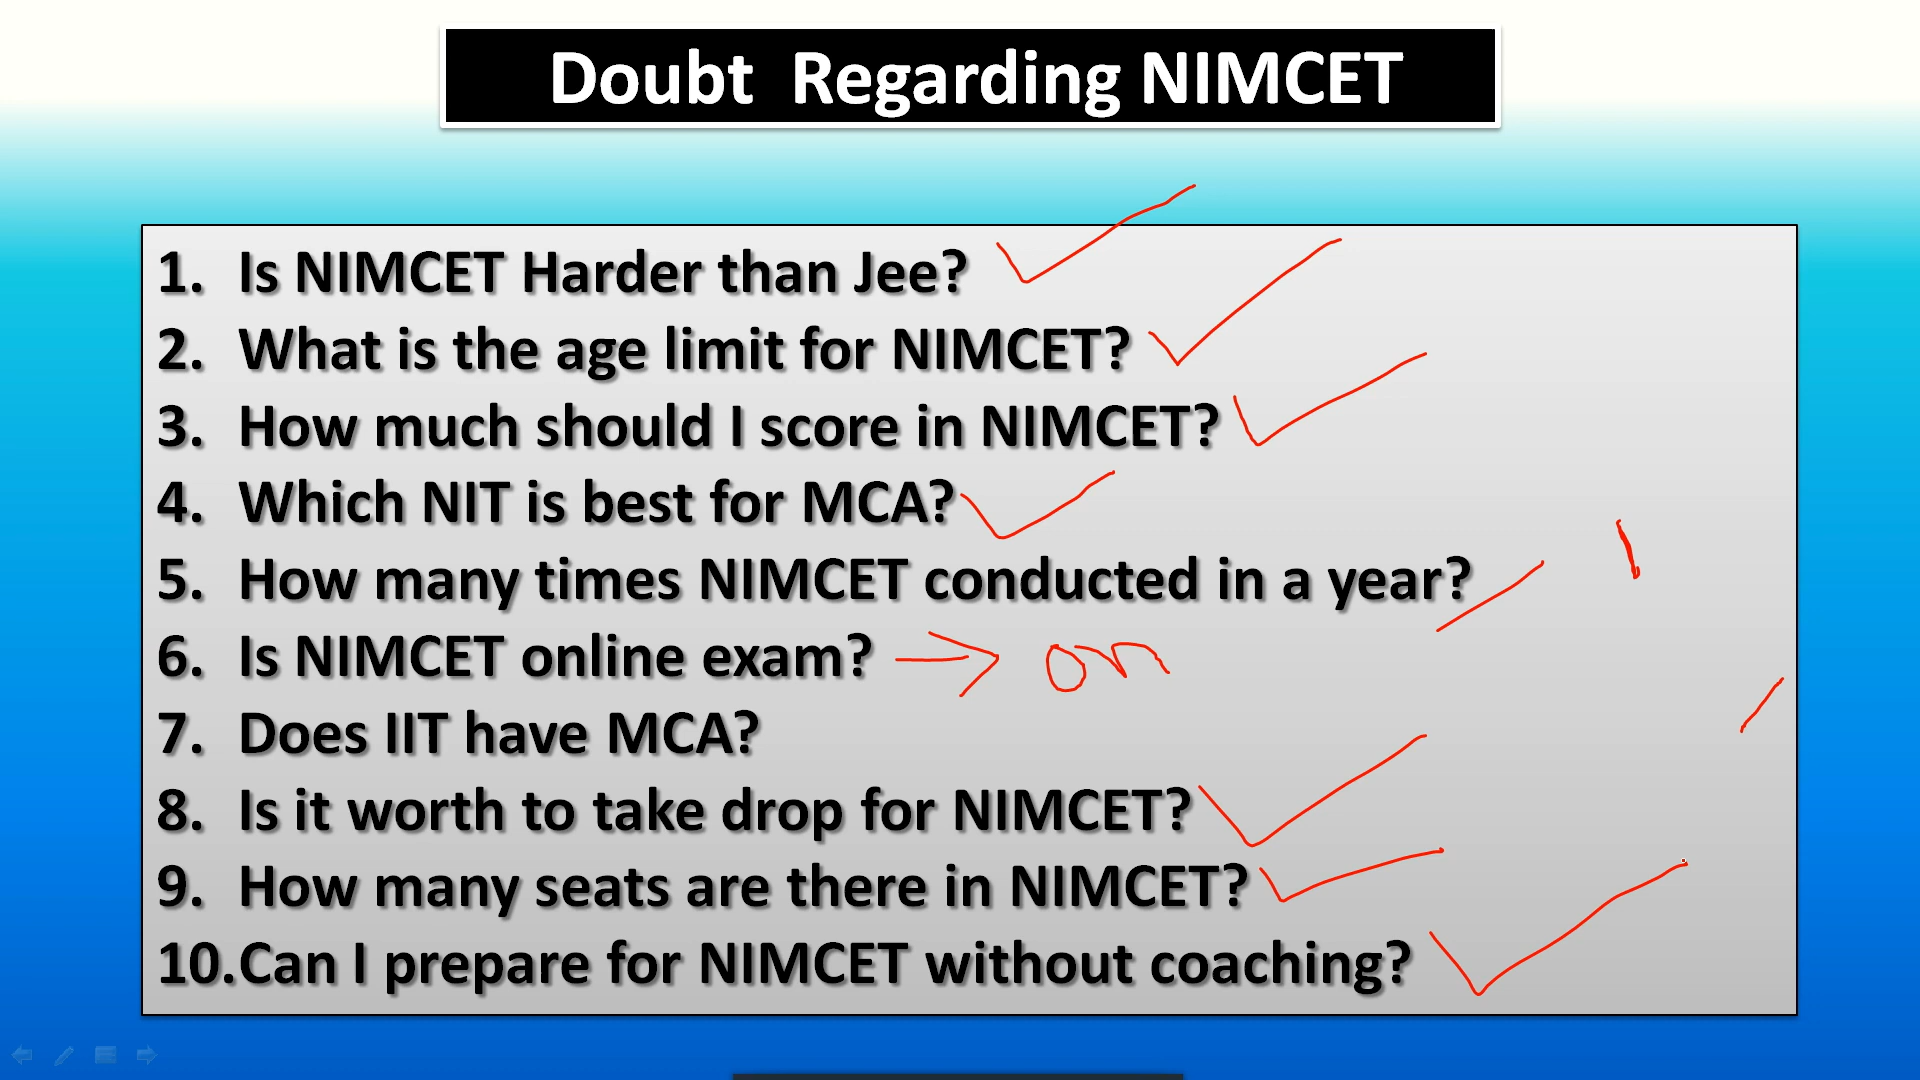 Doubt Regarding NIMCET
1. Is NIMCET Harder than Jee?
2. What is the age limit for NIMCET?
3. How much should I score in NIMCET?
4. Which NIT is best for MCA?
5. How many times NIMCET conducted in a year? 1
6. Is NIMCET online exam? → on
7. Does IIT have MCA?
8. Is it worth to take drop for NIMCET?
9. How many seats are there in NIMCET?
10. Can I prepare for NIMCET without coaching?